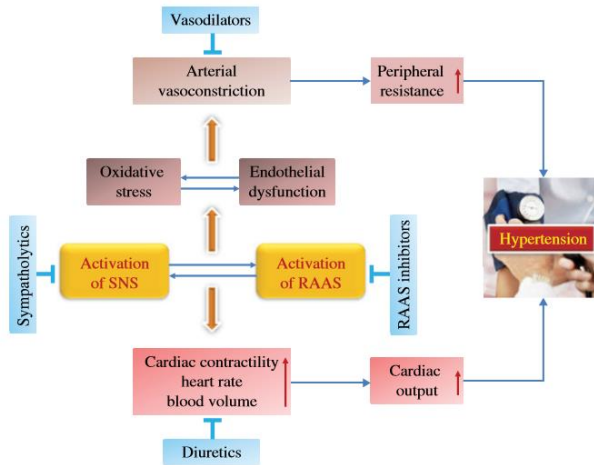 Vasodilators
Arterial
vasoconstriction
Peripheral
resistance
Oxidative
stress
Endothelial
dysfunction
Sympatholytics
Activation
of SNS
Activation
of RAAS
RAAS inhibitors
Hypertension
Cardiac contractility
heart rate
blood volume
Cardiac
output
Diuretics